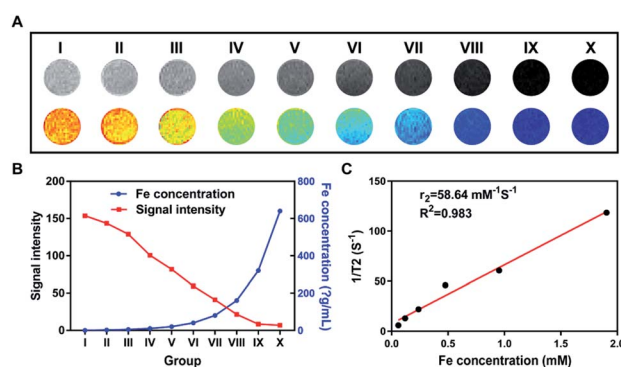 A
I II III IV V VI VII VIII IX X
B
Fe concentration
Signal intensity
200
150
100
50
0
Signal intensity
800
600
400
200
0
Fe concentration (?g/mL)
I II III IV V VI VII VIII IX X
Group
C
r2=58.64 mM⁻¹S⁻¹
R²=0.983
150
100
50
0
1/T2 (S⁻¹)
0.0 0.5 1.0 1.5 2.0
Fe concentration (mM)